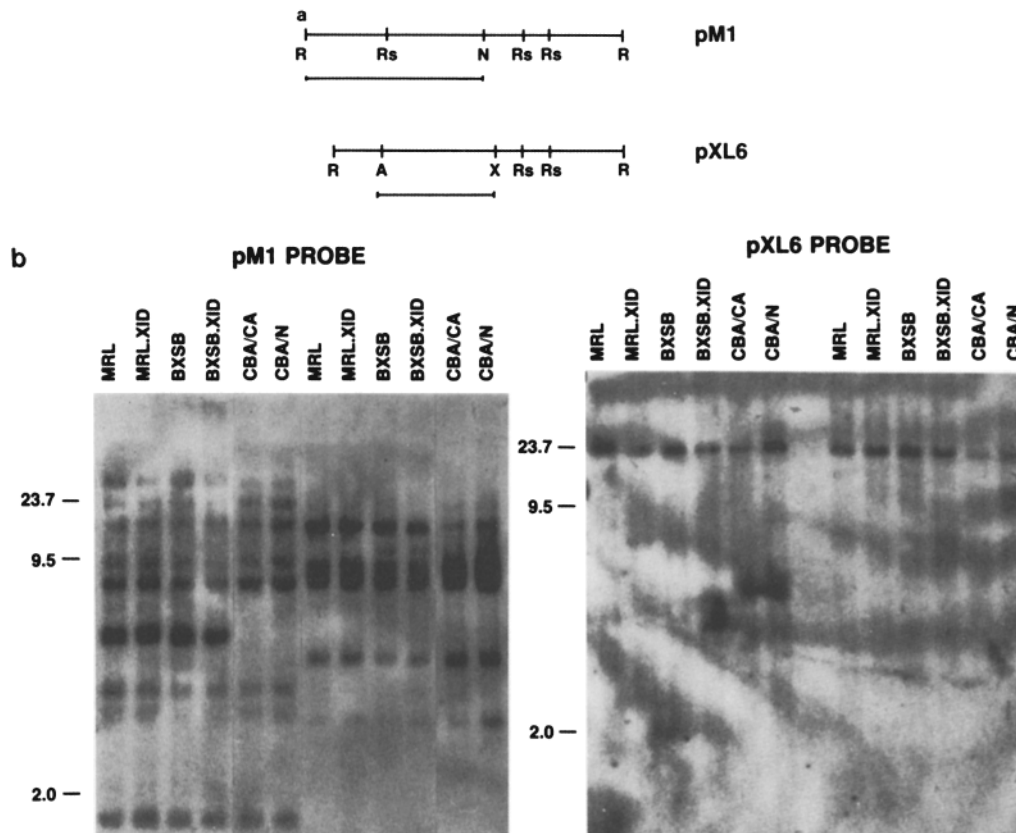 a
pM1
R Rs N Rs Rs R
pXL6
R A X Rs Rs R
b
pM1 PROBE
pXL6 PROBE
MRL MRL.XID BXSB BXSB.XID CBA/CA CBA/N MRL MRL.XID BXSB BXSB.XID CBA/CA CBA/N
MRL MRL.XID BXSB BXSB.XID CBA/CA CBA/N MRL MRL.XID BXSB BXSB.XID CBA/CA CBA/N
23.7
9.5
2.0
23.7
9.5
2.0